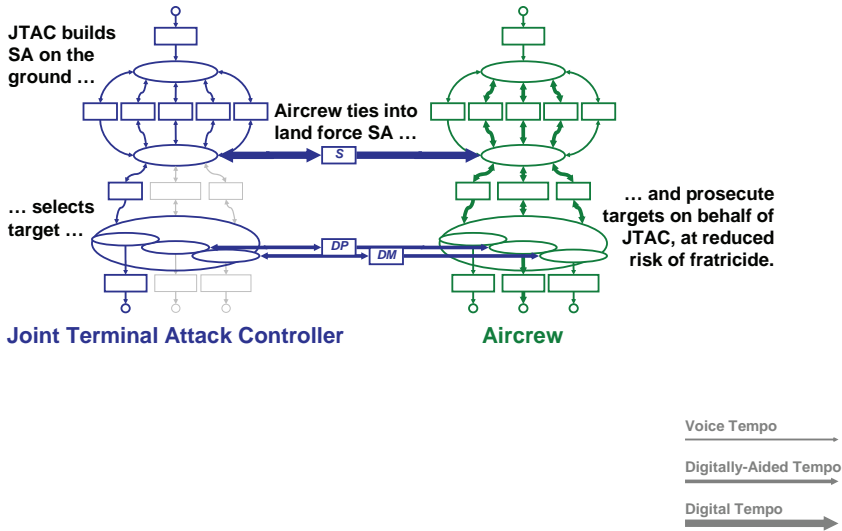 JTAC builds
SA on the
ground …
Aircrew ties into
land force SA …
S
… selects
target …
… and prosecute
targets on behalf of
JTAC, at reduced
risk of fratricide.
DP
DM
Joint Terminal Attack Controller
Aircrew
Voice Tempo
Digitally-Aided Tempo
Digital Tempo